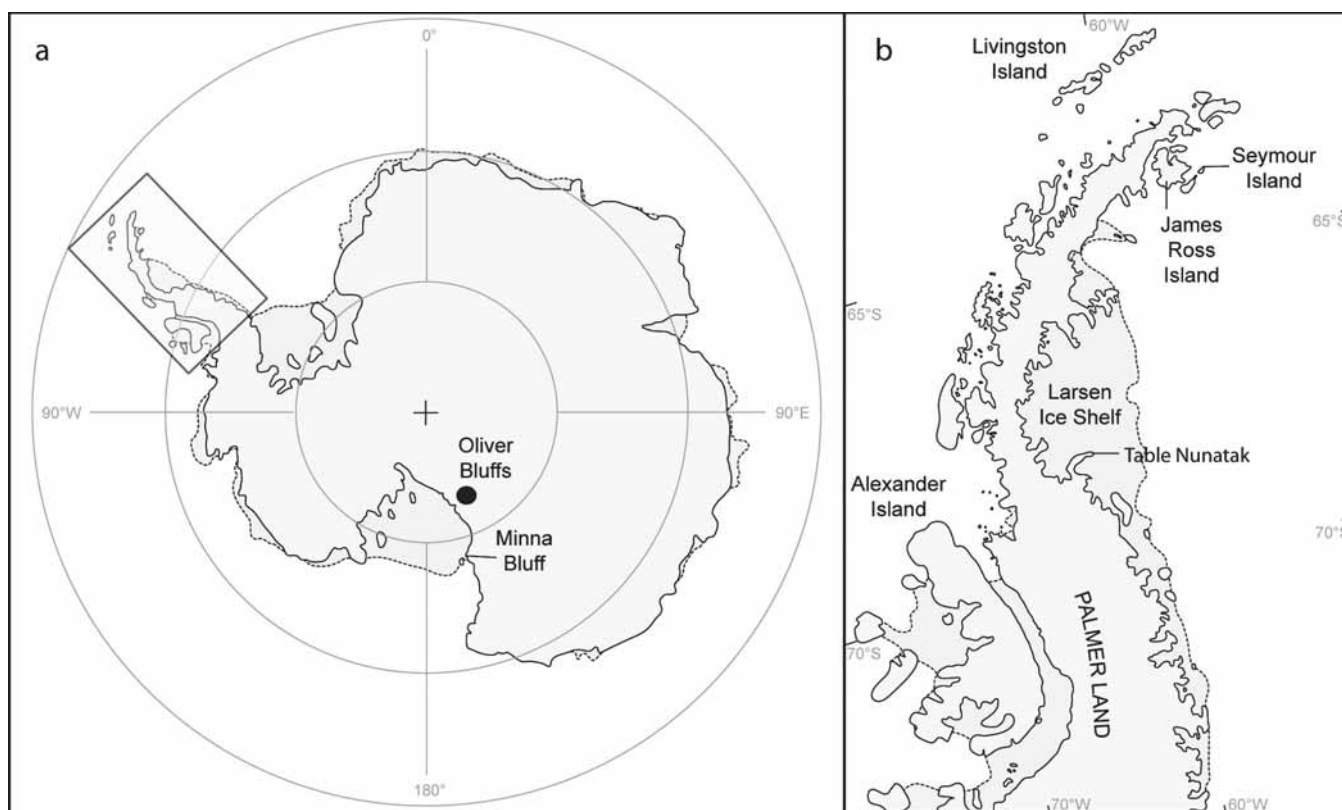 a
0°
90°W
90°E
Oliver
Bluffs
Minna
Bluff
180°
b
60°W
Livingston
Island
Seymour
Island
James
Ross
Island
65°S
65°S
Larsen
Ice Shelf
Table Nunatak
Alexander
Island
70°S
70°S
PALMER LAND
70°W
60°W